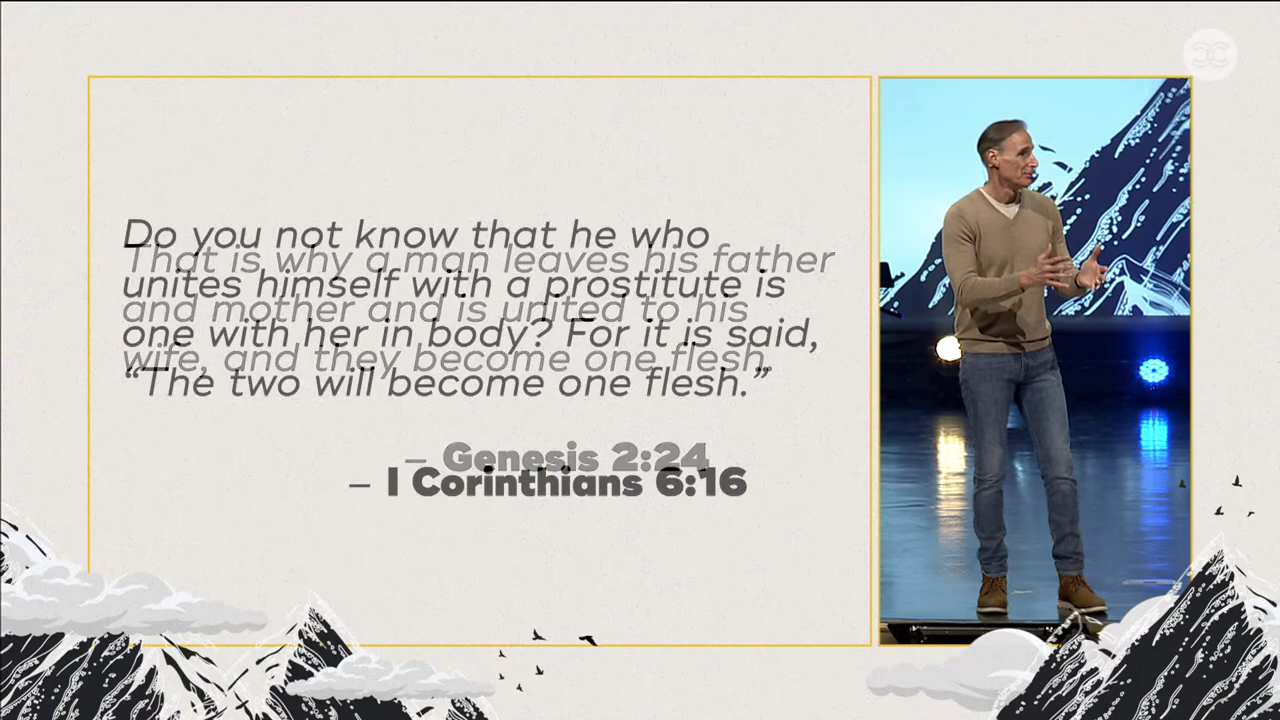 Do you not know that he who
unites himself with a prostitute is
one with her in body? For it is said,
“The two will become one flesh.”
– I Corinthians 6:16
That is why a man leaves his father
and mother and is united to his
wife, and they become one flesh.
– Genesis 2:24